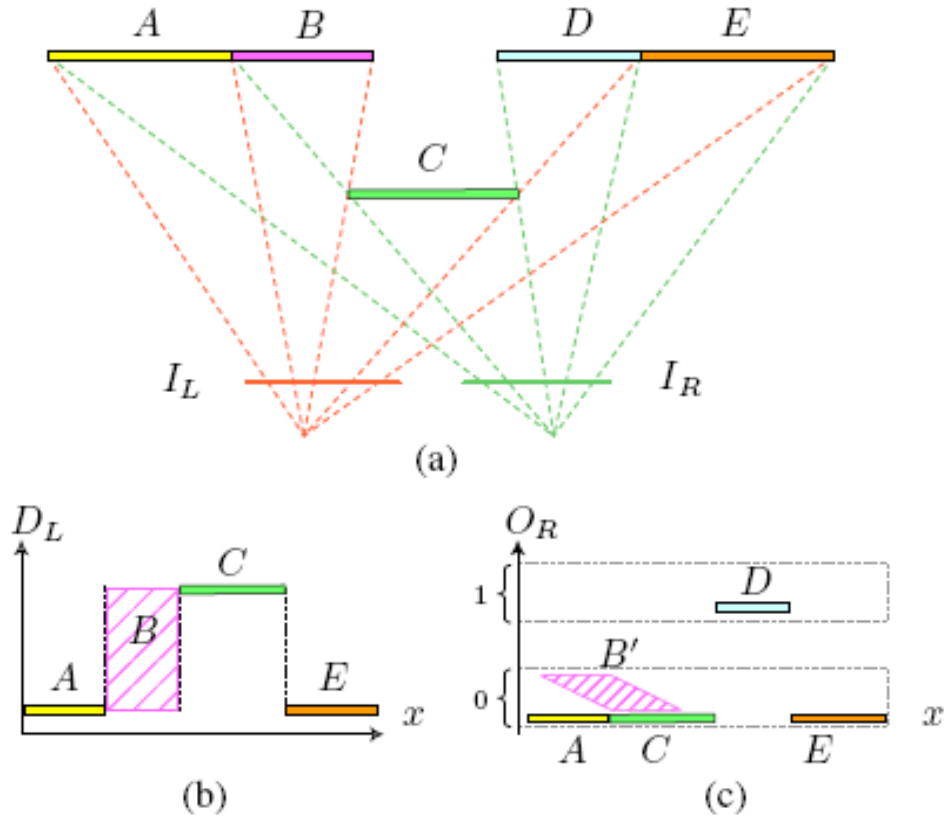 A B D E
C
I_L I_R
(a)
D_L O_R
C
1 D
B
B′
A E 0
x x
A C E
(b) (c)